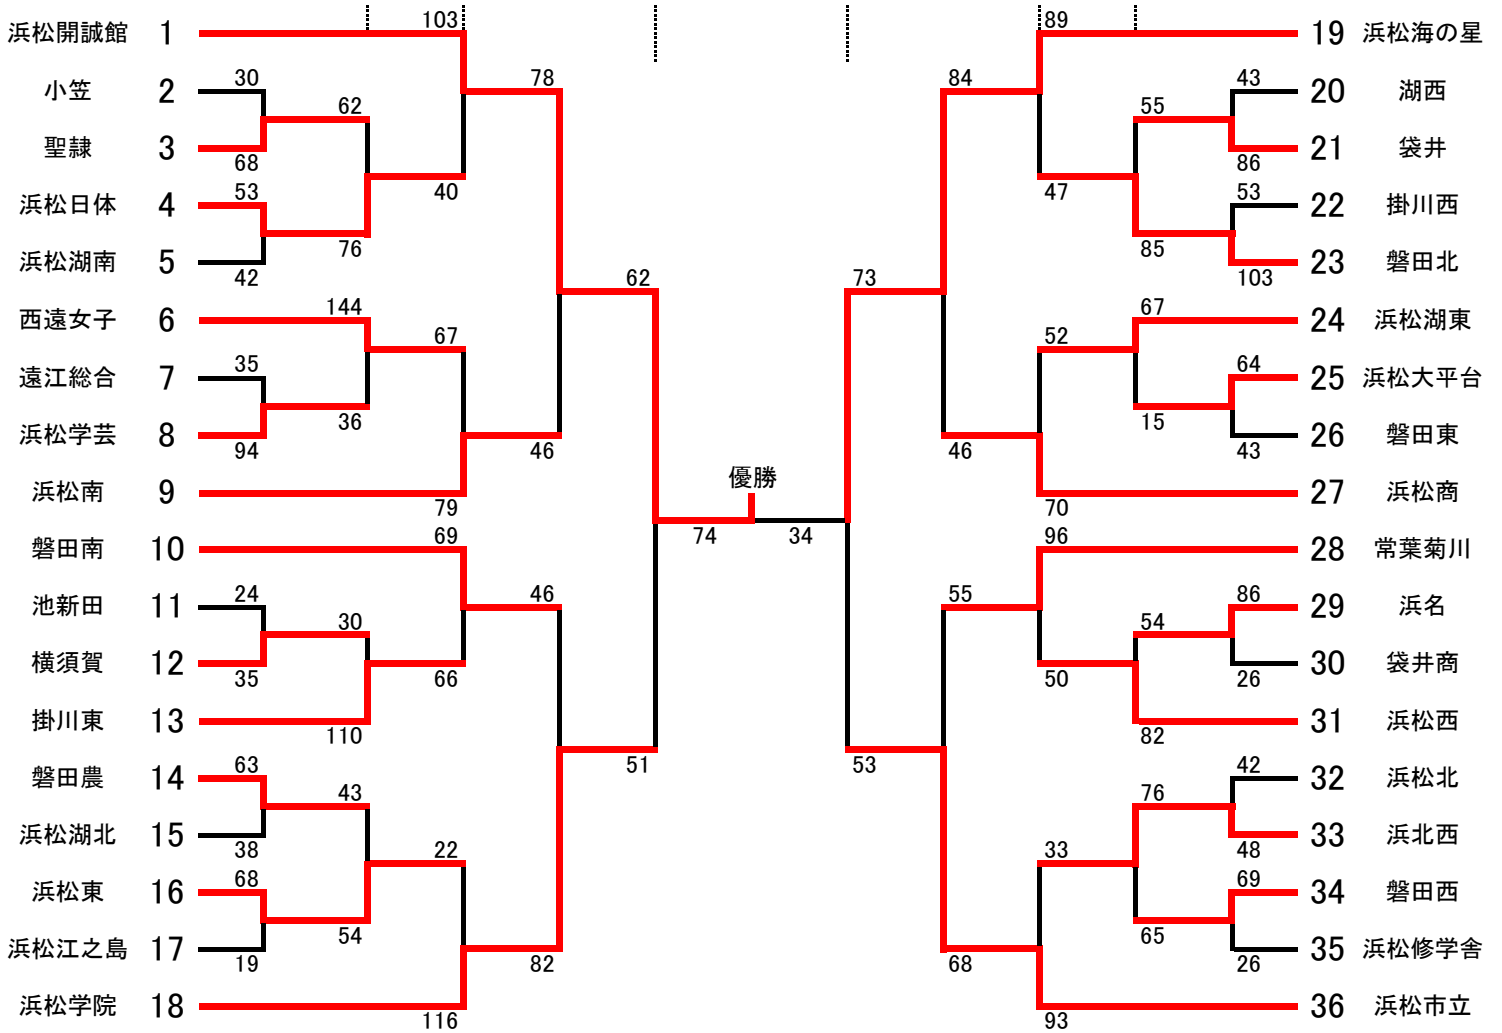 103 89
浜松開誠館 1 19 浜松海の星
30 78 84 43
小笠 2 20 湖西
62 55
聖隷 3 21 袋井
68 86
53 40 47 53
浜松日体 4 22 掛川西
76 85
浜松湖南 5 23 磐田北
42 62 73 103
144 67
西遠女子 6 24 浜松湖東
67 52
35 64
遠江総合 7 25 浜松大平台
36 15
浜松学芸 8 26 磐田東
94 46 46 43
優勝
浜松南 9 27 浜松商
79 70
69 74 34 96
磐田南 10 28 常葉菊川
24 46 55 86
池新田 11 29 浜名
30 54
横須賀 12 30 袋井商
35 66 50 26
掛川東 13 31 浜松西
110 82
63 51 53 42
磐田農 14 32 浜松北
43 76
浜松湖北 15 33 浜北西
38 22 33 48
68 69
浜松東 16 34 磐田西
54 65
浜松江之島 17 35 浜松修学舎
19 82 68 26
浜松学院 18 36 浜松市立
116 93